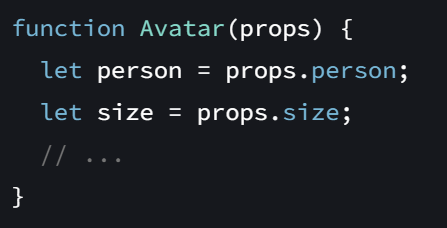 function Avatar(props) {
  let person = props.person;
  let size = props.size;
  // ...
}